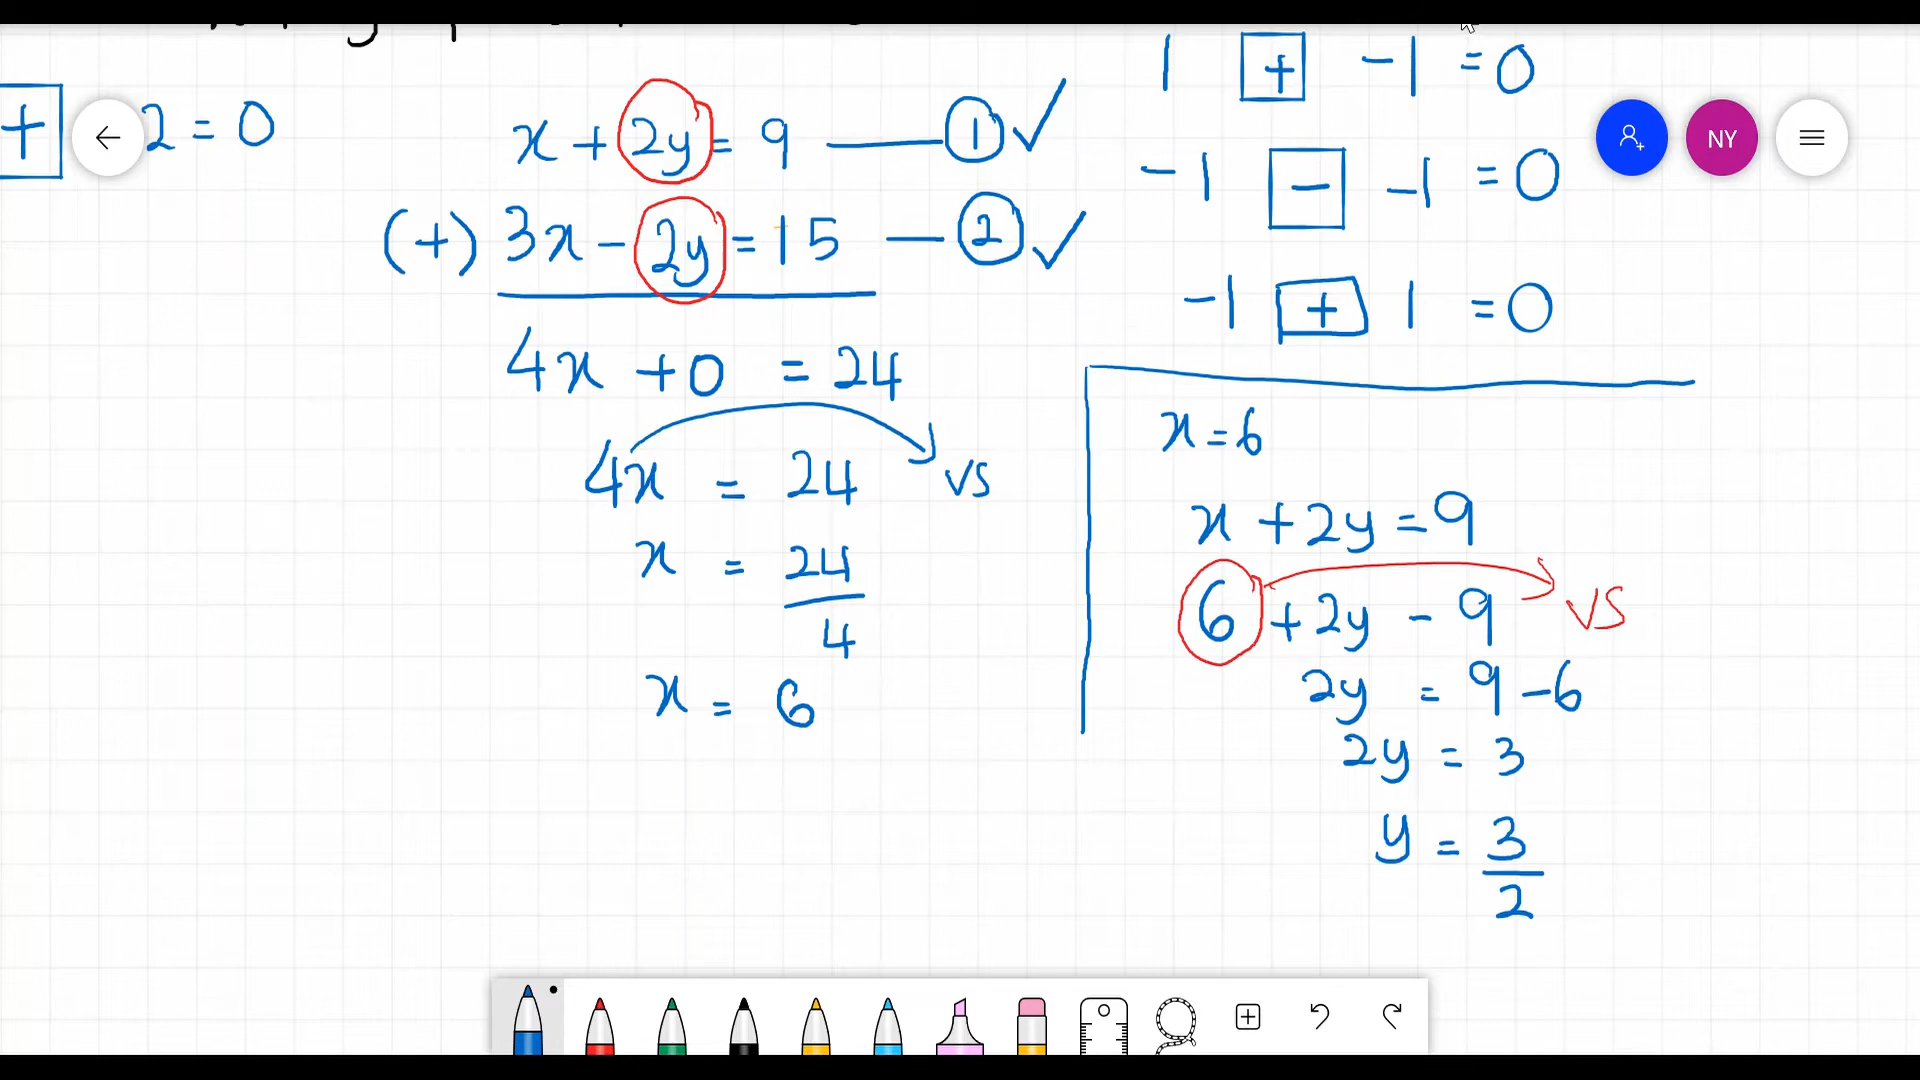 + 2 = 0
x + 2y = 9 —— ① ✓
(+) 3x - 2y = 15 — ② ✓
4x + 0 = 24
4x = 24 vs
x = 24/4
x = 6
1 + -1 = 0
-1 - -1 = 0
-1 + 1 = 0
x = 6
x + 2y = 9
6 + 2y - 9 vs
2y = 9 - 6
2y = 3
y = 3/2
NY